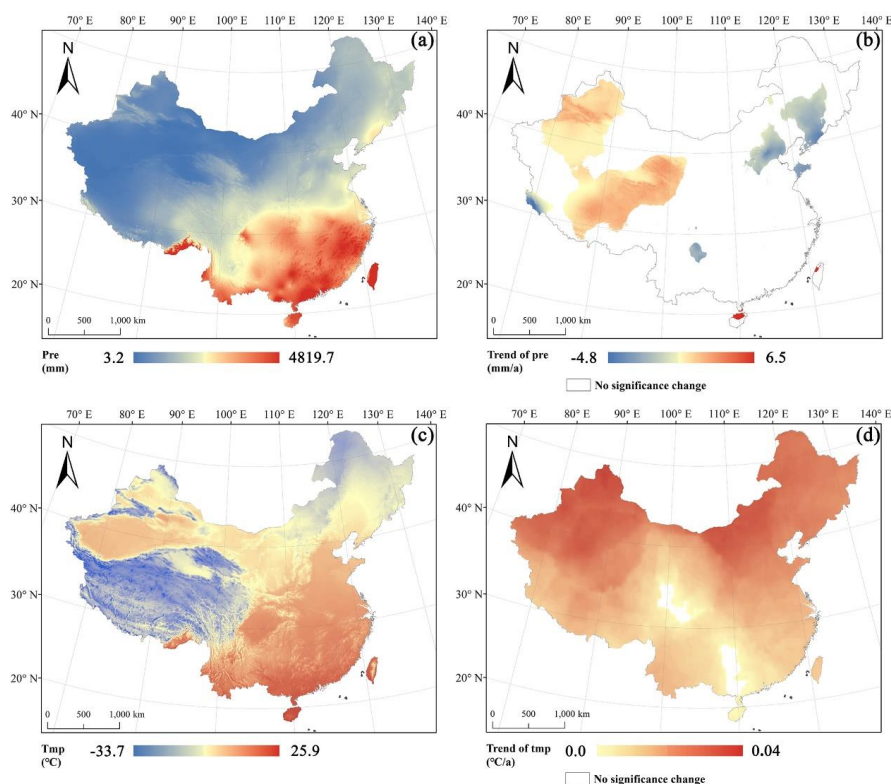 70° E 80° E 90° E 100° E 110° E 120° E 130° E 140° E
(a)
N
40° N
30° N
20° N
0 500 1,000 km
Pre
(mm)
3.2 4819.7
70° E 80° E 90° E 100° E 110° E 120° E 130° E 140° E
(b)
N
40° N
30° N
20° N
0 500 1,000 km
Trend of pre
(mm/a)
-4.8 6.5
No significance change
70° E 80° E 90° E 100° E 110° E 120° E 130° E 140° E
(c)
N
40° N
30° N
20° N
0 500 1,000 km
Tmp
(℃)
-33.7 25.9
70° E 80° E 90° E 100° E 110° E 120° E 130° E 140° E
(d)
N
40° N
30° N
20° N
0 500 1,000 km
Trend of tmp
(℃/a)
0.0 0.04
No significance change